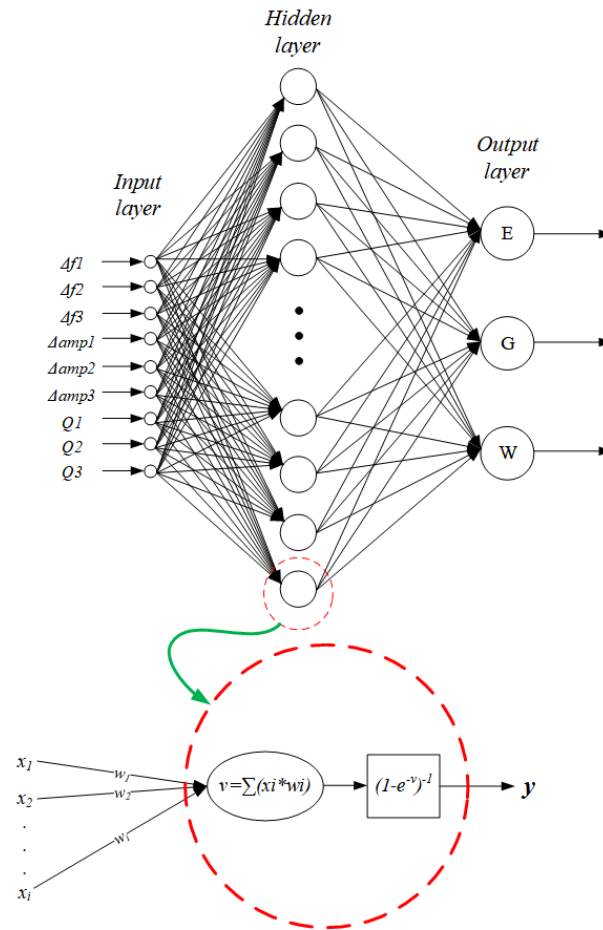 Hidden
layer
Output
layer
Input
layer
Δf1
Δf2
Δf3
Δamp1
Δamp2
Δamp3
Q1
Q2
Q3
E
G
W
x1
x2
.
.
.
xi
w1
w2
wi
v=∑(xi*wi)
(1-e^-v)^-1
y